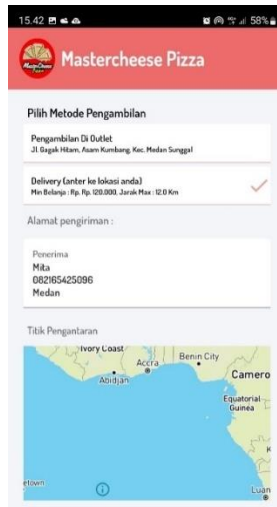 15.42
58%
MasterCheese
Pizza
Mastercheese Pizza
Pilih Metode Pengambilan
Pengambilan Di Outlet
Jl. Gagak Hitam, Asam Kumbang, Kec. Medan Sunggal
Delivery (anter ke lokasi anda)
Min Belanja : Rp. Rp. 120.000, Jarak Max : 12.0 Km
Alamat pengiriman :
Penerima
Mita
082165425096
Medan
Titik Pengantaran
Ivory Coast
Accra
Benin City
Abidjan
Camero
Equatorial
Guinea
etown
Luan